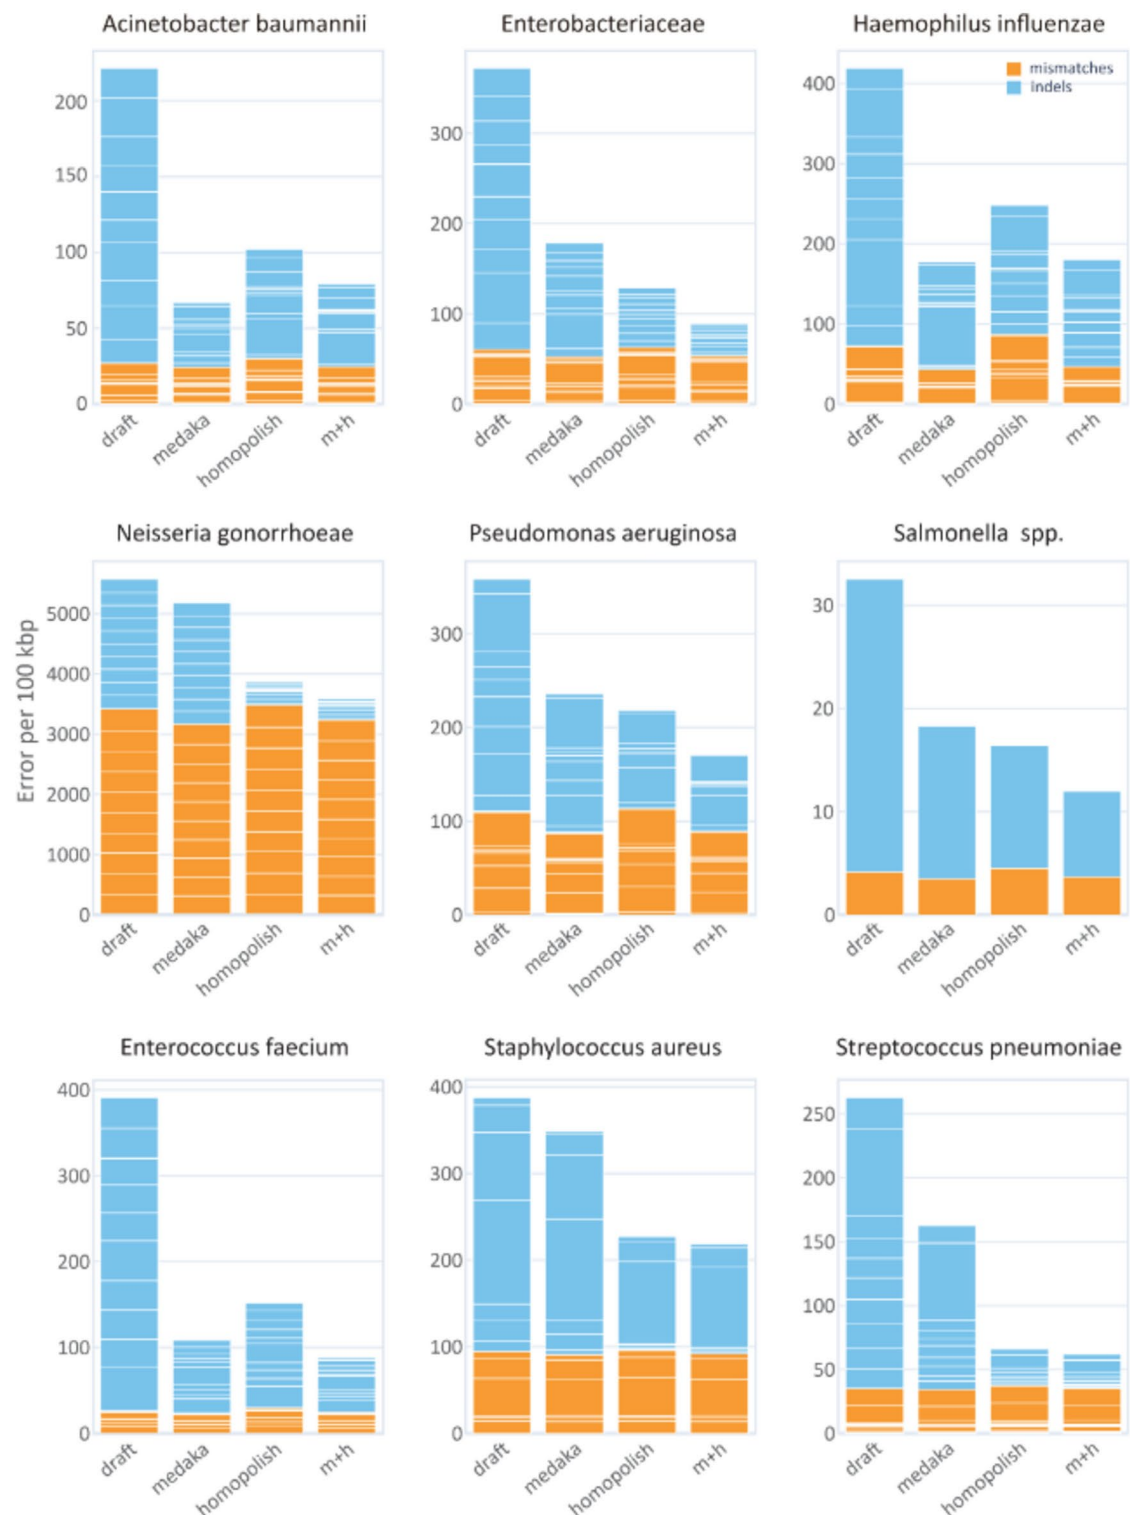 Acinetobacter baumannii
Enterobacteriaceae
Haemophilus influenzae
200
150
100
50
0
draft
medaka
homopolish
m+h
300
200
100
0
draft
medaka
homopolish
m+h
400
300
200
100
0
mismatches
indels
draft
medaka
homopolish
m+h
Neisseria gonorrhoeae
Pseudomonas aeruginosa
Salmonella spp.
Error per 100 kbp
5000
4000
3000
2000
1000
0
draft
medaka
homopolish
m+h
300
200
100
0
draft
medaka
homopolish
m+h
30
20
10
0
draft
medaka
homopolish
m+h
Enterococcus faecium
Staphylococcus aureus
Streptococcus pneumoniae
400
300
200
100
0
draft
medaka
homopolish
m+h
400
300
200
100
0
draft
medaka
homopolish
m+h
250
200
150
100
50
0
draft
medaka
homopolish
m+h